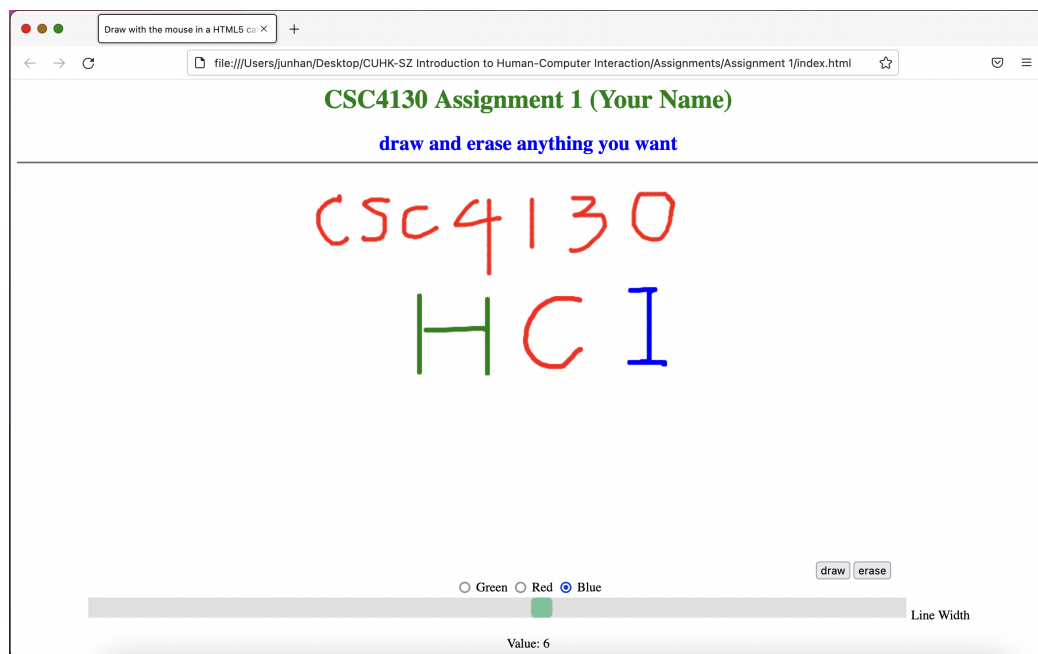 Draw with the mouse in a HTML5 ca
file:///Users/junhan/Desktop/CUHK-SZ Introduction to Human-Computer Interaction/Assignments/Assignment 1/index.html
CSC4130 Assignment 1 (Your Name)
draw and erase anything you want
CSC4130
HCI
draw erase
Green Red Blue
Line Width
Value: 6